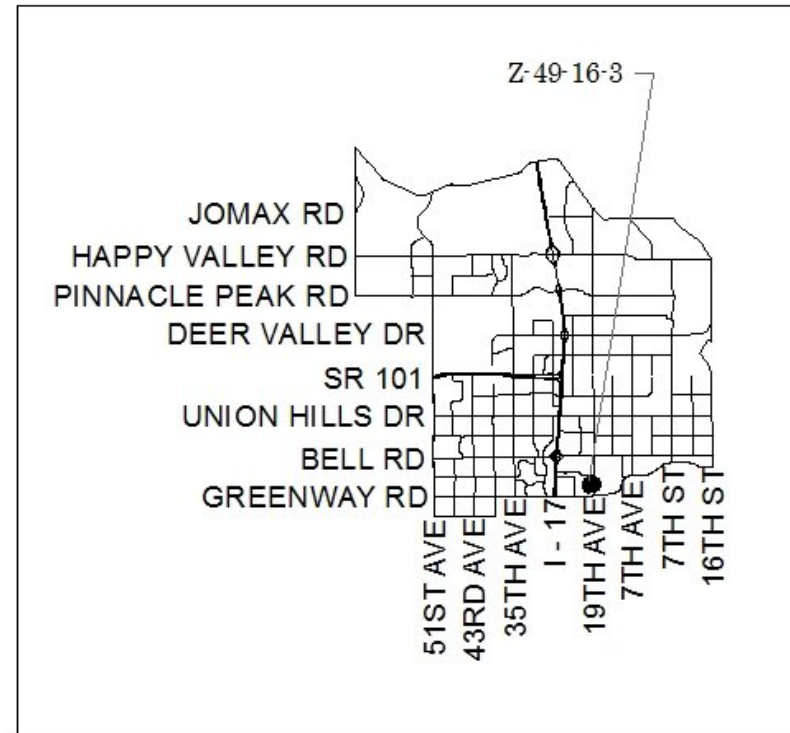 Z-49-16-3
JOMAX RD
HAPPY VALLEY RD
PINNACLE PEAK RD
DEER VALLEY DR
SR 101
UNION HILLS DR
BELL RD
GREENWAY RD
51ST AVE
43RD AVE
35TH AVE
I - 17
19TH AVE
7TH AVE
7TH ST
16TH ST